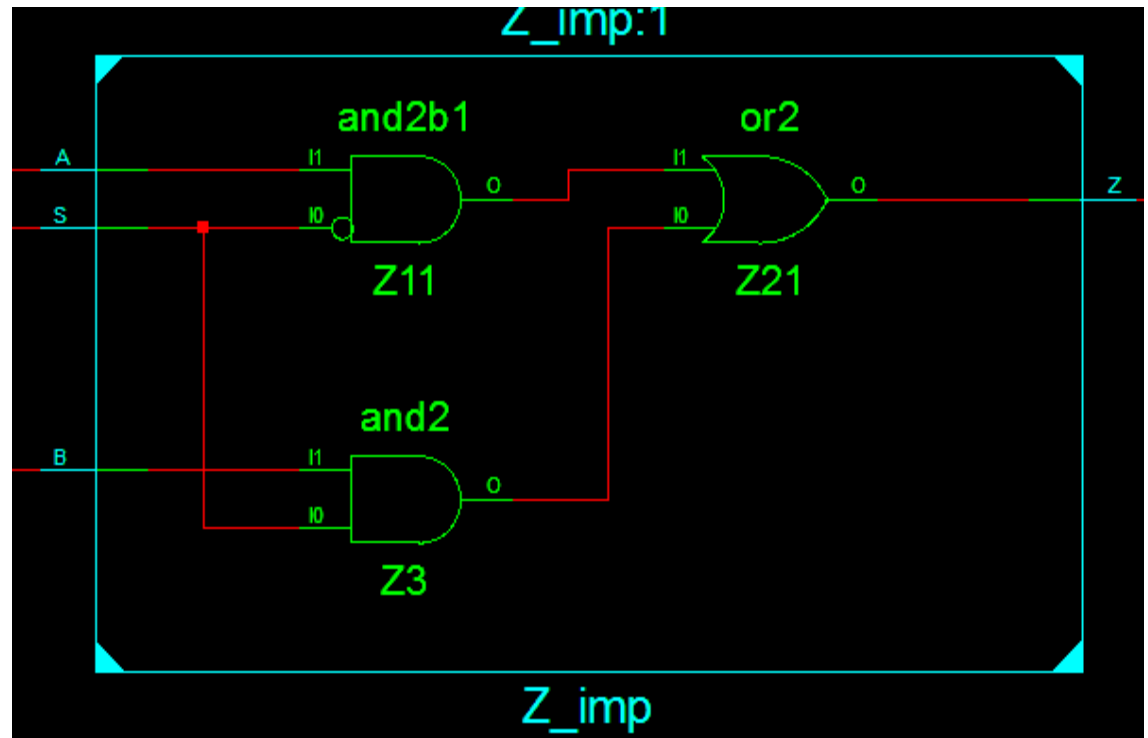 Z_imp:1
and2b1
or2
A
I1
I1
O
O
Z
S
I0
I0
Z11
Z21
and2
B
I1
O
I0
Z3
Z_imp